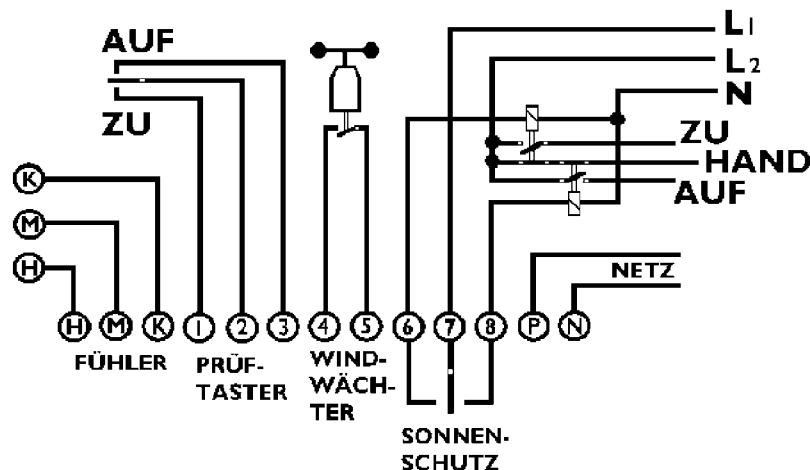 L1
AUF
L2
N
ZU
ZU
HAND
AUF
K
M
H
NETZ
H M K 1 2 3 4 5 6 7 8 P N
FÜHLER
PRÜF-
TASTER
WIND-
WÄCH-
TER
SONNEN-
SCHUTZ